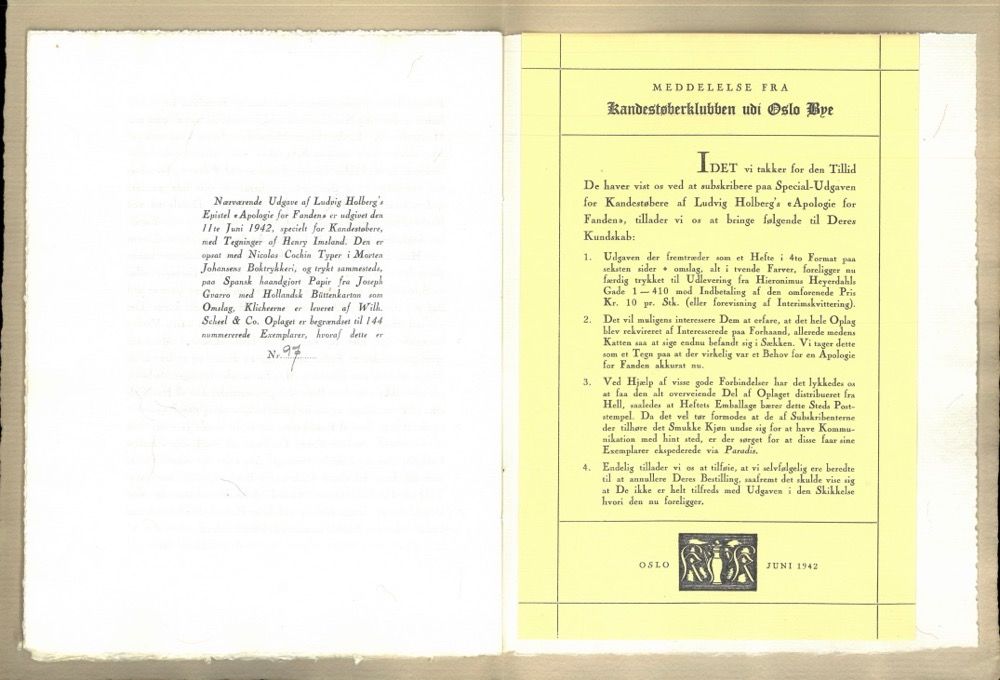 Nærværende Udgave af Ludvig Holberg's
Epistel «Apologie for Fanden» er udgivet den
11te Juni 1942, specielt for Kandestøbere,
med Tegninger af Henry Imsland. Den er
opsat med Nicolas Cochin Typer i Morten
Johansens Boktrykkeri, og trykt sammesteds,
paa Spansk haandgjort Papir fra Joseph
Gvarro med Hollandsk Büttenkarton som
Omslag. Klicheerne er leveret af Wilh.
Scheel & Co. Oplaget er begrændset til 144
nummererede Exemplarer, hvoraf dette er
Nr. 97
MEDDELELSE FRA
Kandestøberklubben udi Oslo Bye
IDET vi takker for den Tillid
De haver vist os ved at subskribere paa Special-Udgaven
for Kandestøbere af Ludvig Holberg's «Apologie for
Fanden», tillader vi os at bringe følgende til Deres
Kundskab:
1. Udgaven der fremtræder som et Hefte i 4to Format paa
seksten sider + omslag, alt i tvende Farver, foreligger nu
færdig trykket til Udlevering fra Hieronimus Heyerdahls
Gade 1—410 mod Indbetaling af den omforenede Pris
Kr. 10 pr. Stk. (eller forevisning af Interimskvittering).
2. Det vil muligens interessere Dem at erfare, at det hele Oplag
blev rekvireret af Interesserede paa Forhaand, allerede medens
Katten saa at sige endnu befandt sig i Sækken. Vi tager dette
som et Tegn paa at der virkelig var et Behov for en Apologie
for Fanden akkurat nu.
3. Ved Hjælp af visse gode Forbindelser har det lykkedes os
at faa den alt overveiende Del af Oplaget distribueret fra
Hell, saaledes at Heftets Emballage bærer dette Steds Post-
stempel. Da det vel tør formodes at de af Subskribenterne
der tilhøre det Smukke Kjøn undse sig for at have Kommu-
nikation med hint sted, er der sørget for at disse faar sine
Exemplarer ekspederede via Paradis.
4. Endelig tillader vi os at tilføie, at vi selvfølgelig ere beredte
til at annullere Deres Bestilling, saafremt det skulde vise sig
at De ikke er helt tilfreds med Udgaven i den Skikkelse
hvori den nu foreligger.
OSLO JUNI 1942